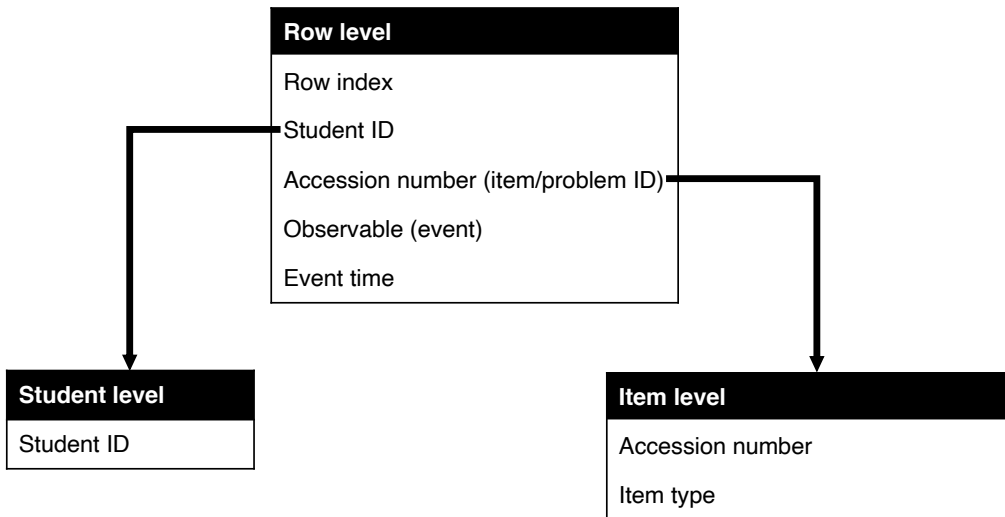 Row level
Row index
Student ID
Accession number (item/problem ID)
Observable (event)
Event time
Student level
Student ID
Item level
Accession number
Item type